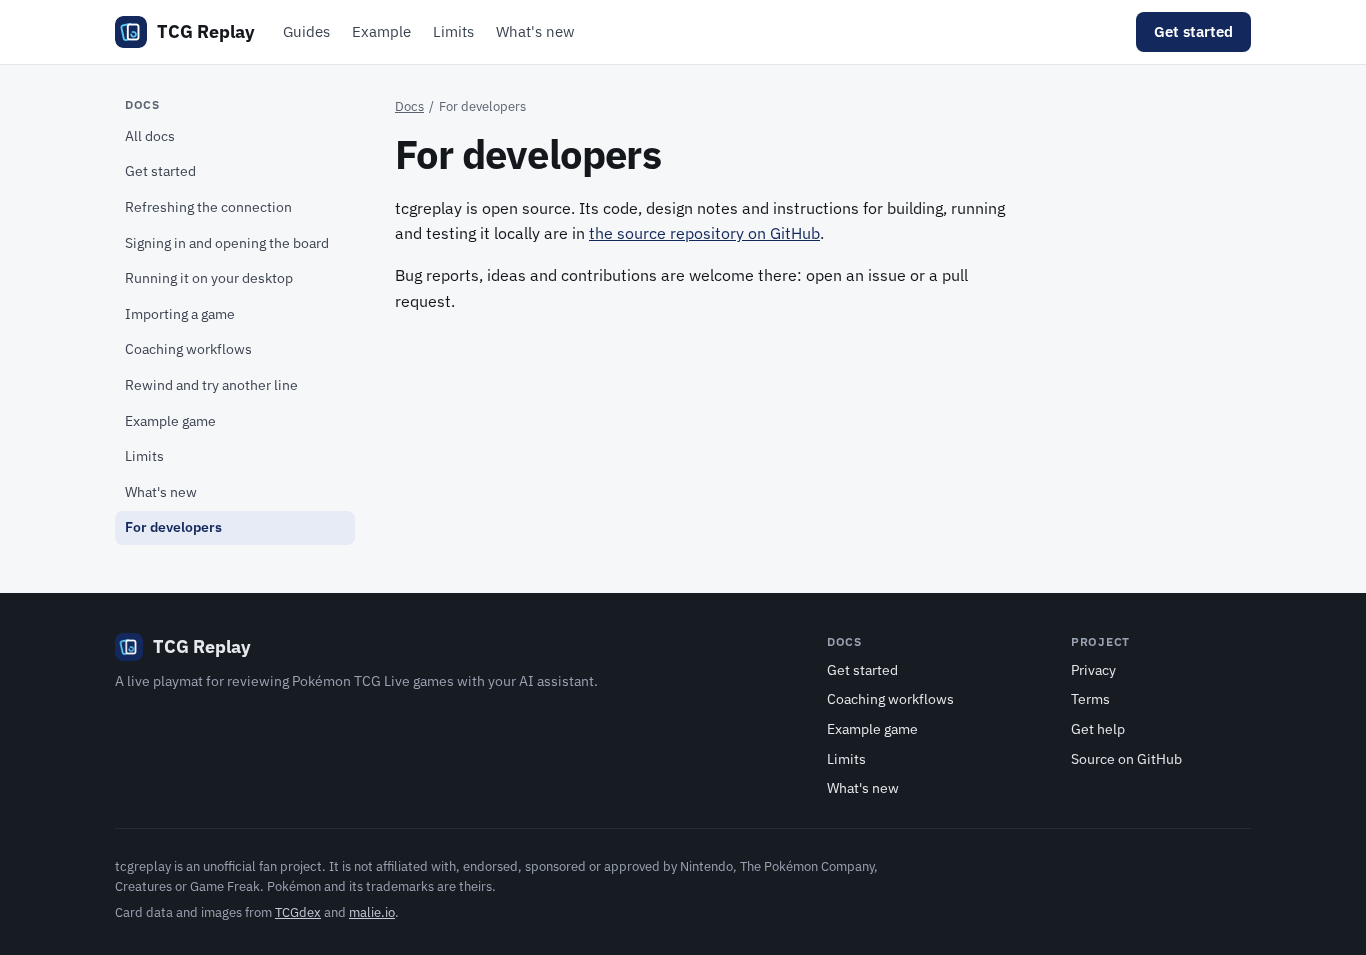 TCG Replay
Guides
Example
Limits
What's new
Get started
DOCS
All docs
Get started
Refreshing the connection
Signing in and opening the board
Running it on your desktop
Importing a game
Coaching workflows
Rewind and try another line
Example game
Limits
What's new
For developers
Docs / For developers
For developers
tcgreplay is open source. Its code, design notes and instructions for building, running
and testing it locally are in the source repository on GitHub.
Bug reports, ideas and contributions are welcome there: open an issue or a pull
request.
TCG Replay
A live playmat for reviewing Pokémon TCG Live games with your AI assistant.
DOCS
Get started
Coaching workflows
Example game
Limits
What's new
PROJECT
Privacy
Terms
Get help
Source on GitHub
tcgreplay is an unofficial fan project. It is not affiliated with, endorsed, sponsored or approved by Nintendo, The Pokémon Company,
Creatures or Game Freak. Pokémon and its trademarks are theirs.
Card data and images from TCGdex and malie.io.